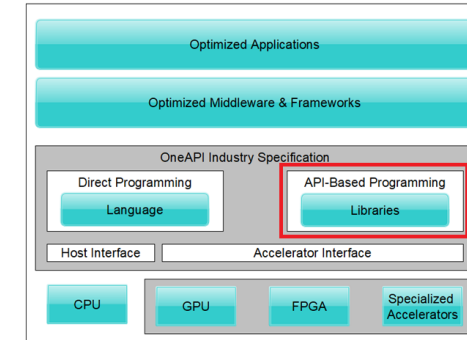 Optimized Applications
Optimized Middleware & Frameworks
OneAPI Industry Specification
Direct Programming
Language
API-Based Programming
Libraries
Host Interface
Accelerator Interface
CPU
GPU
FPGA
Specialized
Accelerators